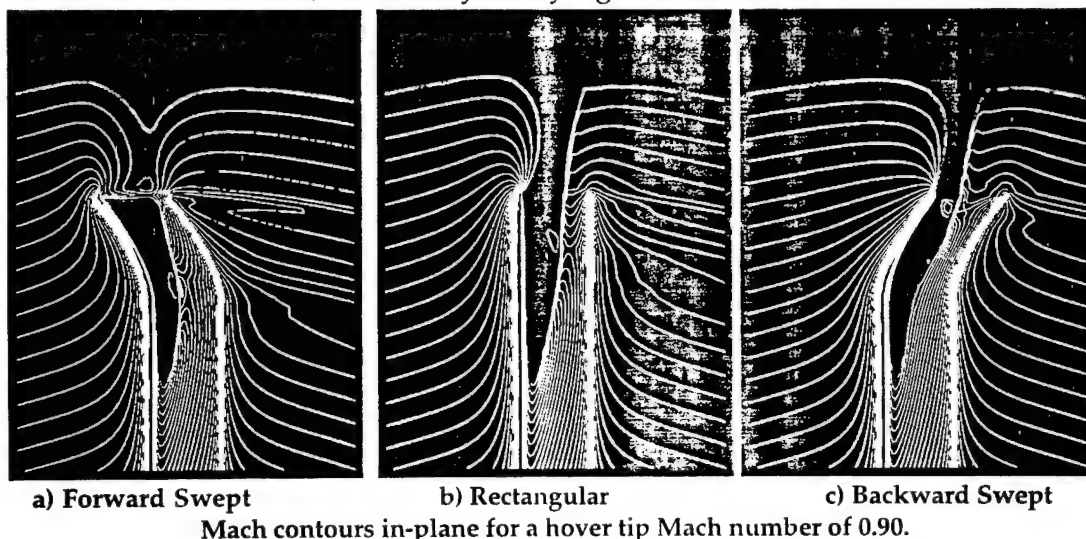 a) Forward Swept
b) Rectangular
c) Backward Swept
Mach contours in-plane for a hover tip Mach number of 0.90.